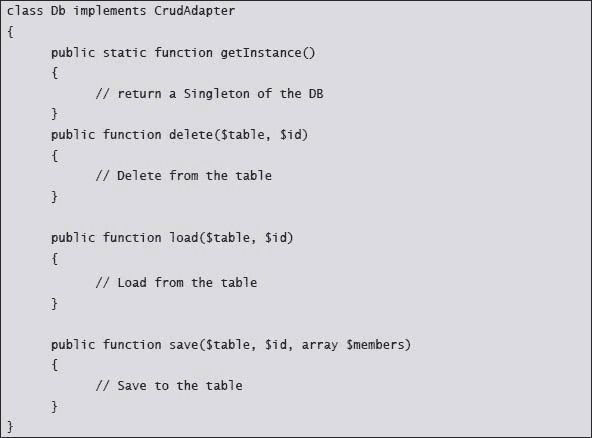 class Db implements CrudAdapter
{
public static function getInstance()
{
// return a Singleton of the DB
}
public function delete($table, $id)
{
// Delete from the table
}
public function load($table, $id)
{
// Load from the table
}
public function save($table, $id, array $members)
{
// Save to the table
}
}